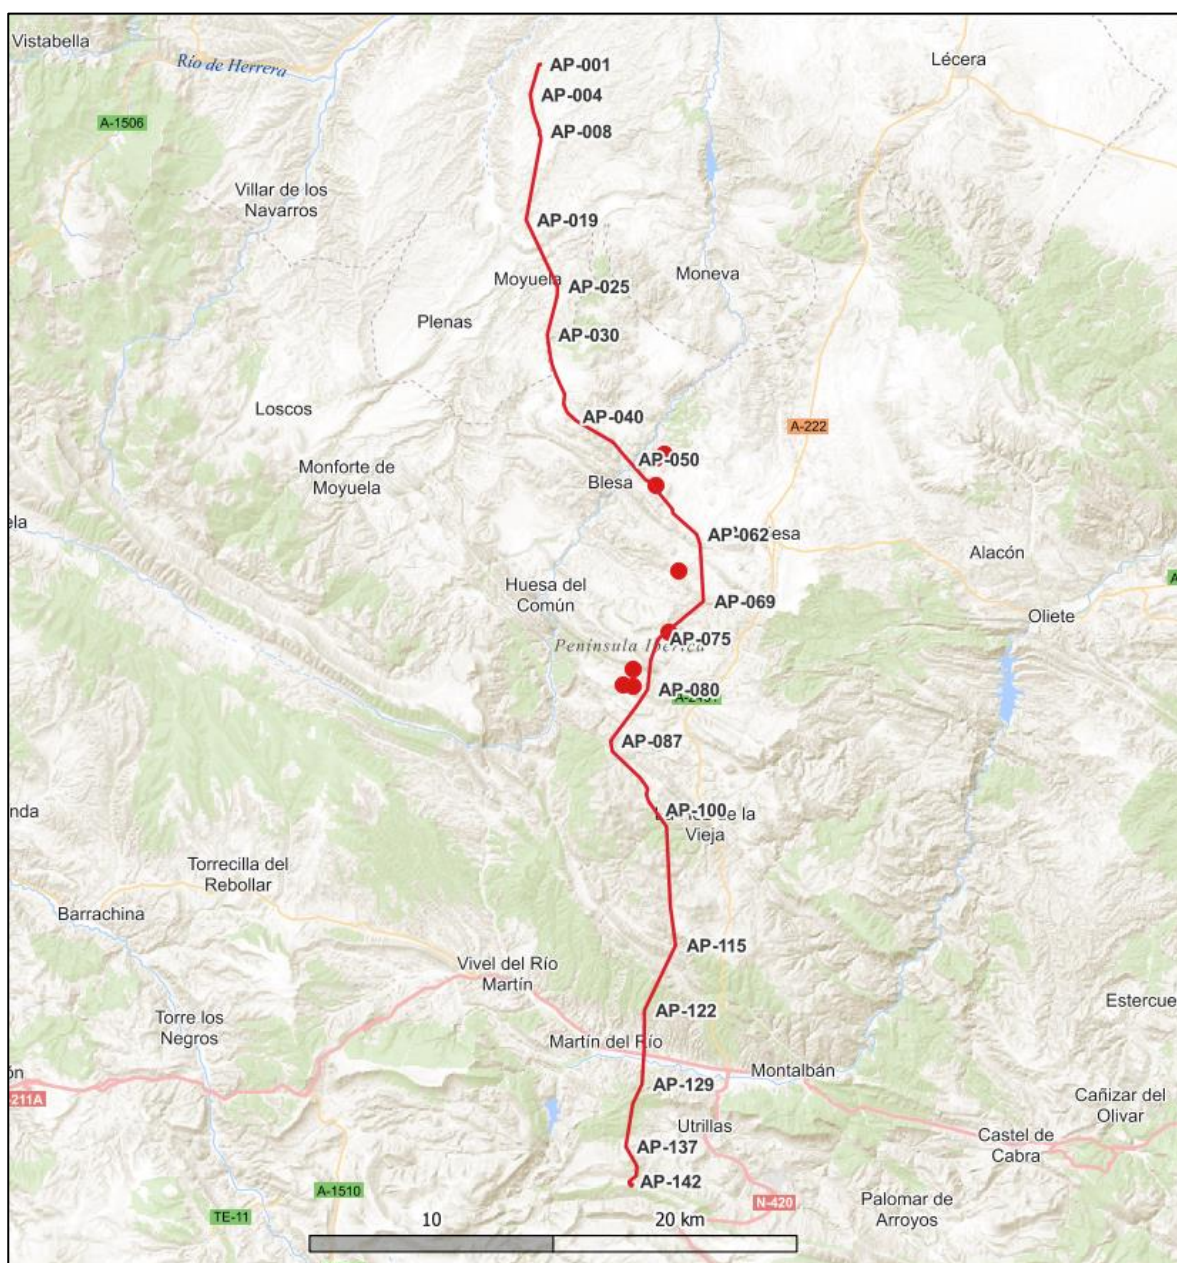 Vistabella
Río de Herrera
AP-001
Lécera
AP-004
A-1506
AP-008
Villar de los
Navarros
AP-019
Moyuela
AP-025
Moneva
Plenas
AP-030
Loscos
AP-040
A-222
AP-050
Monforte de
Moyuela
Blesa
AP-062
esa
Alacón
Huesa del
Común
AP-069
Oliete
AP-075
Península Ibérica
AP-080
AP-087
nda
AP-100
de la
Vieja
Torrecilla del
Rebollar
Barrachina
AP-115
Vivel del Río
Martín
Estercue
AP-122
Torre los
Negros
Martín del Río
Montalbán
AP-129
-211A
Cañizar del
Olivar
Utrillas
Castel de
Cabra
AP-137
AP-142
A-1510
N-420
Palomar de
Arroyos
TE-11
10
20 km